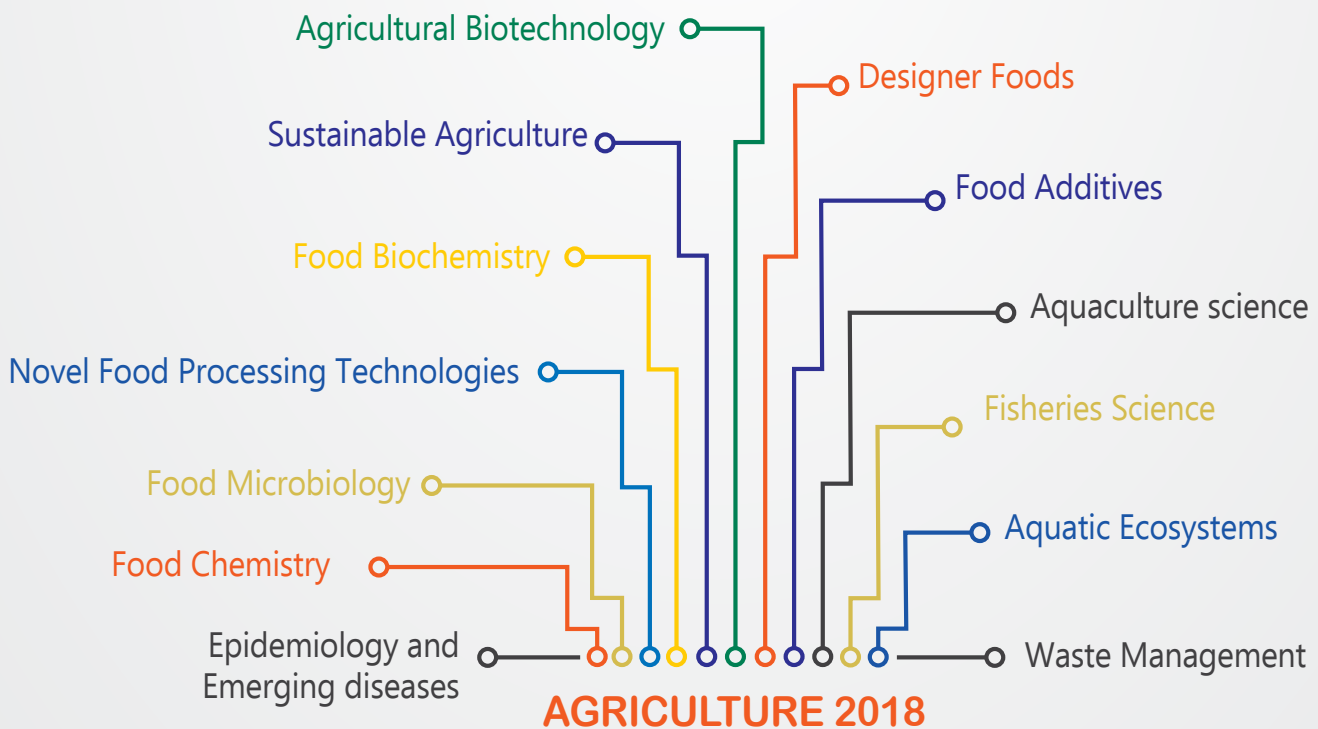 Agricultural Biotechnology
Designer Foods
Sustainable Agriculture
Food Additives
Food Biochemistry
Aquaculture science
Novel Food Processing Technologies
Fisheries Science
Food Microbiology
Aquatic Ecosystems
Food Chemistry
Epidemiology and
Emerging diseases
Waste Management
AGRICULTURE 2018